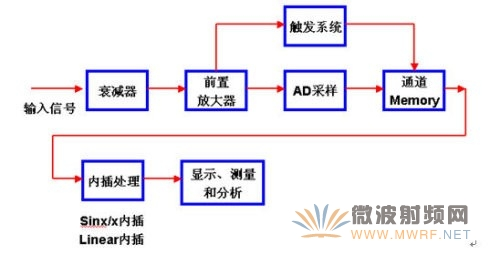 触发系统
输入信号
衰减器
前置
放大器
AD采样
通道
Memory
内插处理
显示、测量
和分析
Sinx/x内插
Linear内插
微波射频网
WWW.MWRF.NET